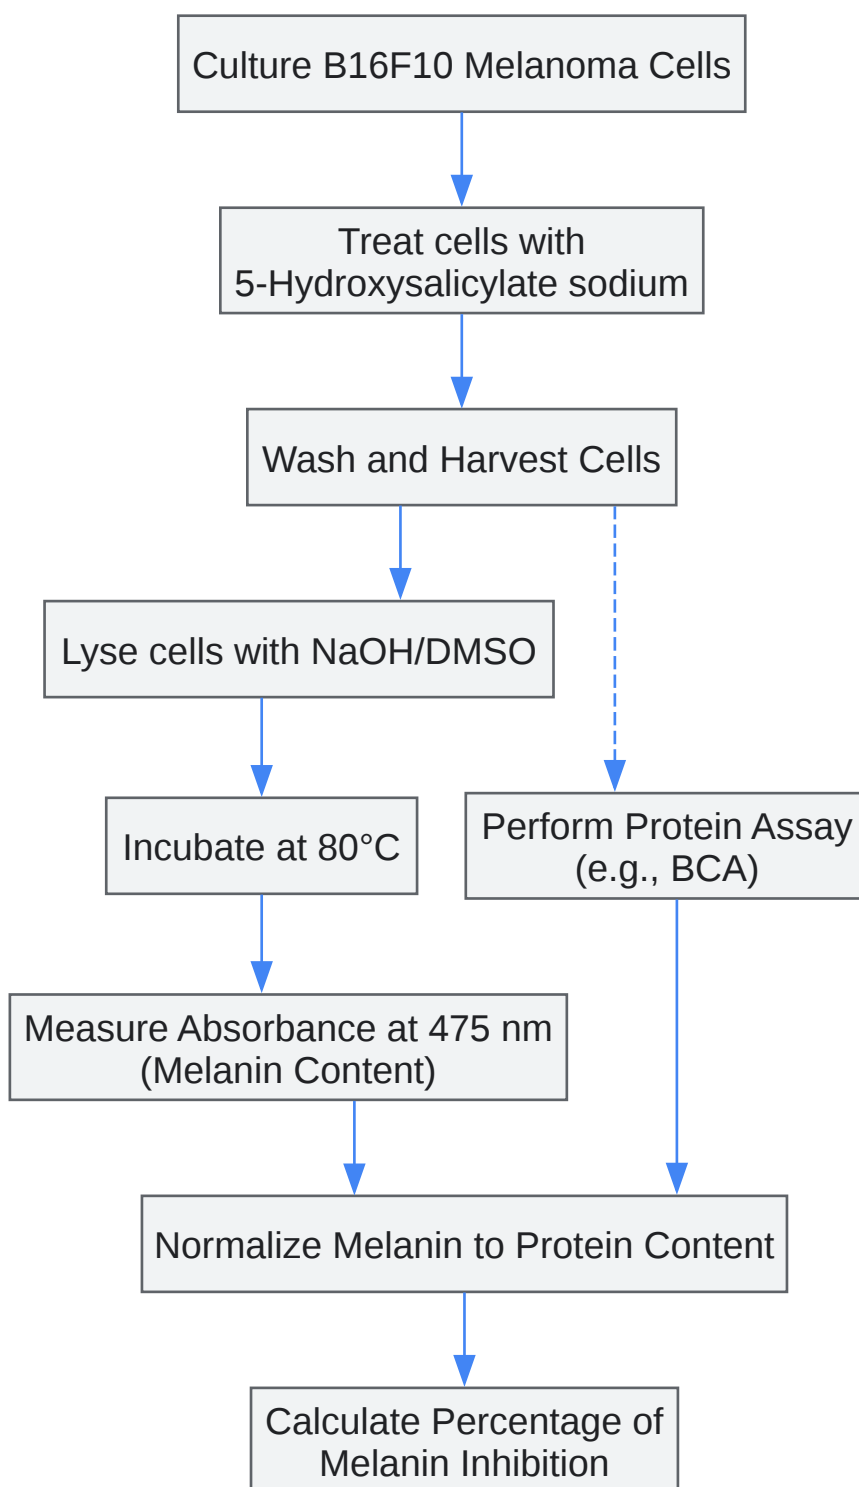 Culture B16F10 Melanoma Cells
Treat cells with
5-Hydroxysalicylate sodium
Wash and Harvest Cells
Lyse cells with NaOH/DMSO
Incubate at 80°C
Perform Protein Assay
(e.g., BCA)
Measure Absorbance at 475 nm
(Melanin Content)
Normalize Melanin to Protein Content
Calculate Percentage of
Melanin Inhibition